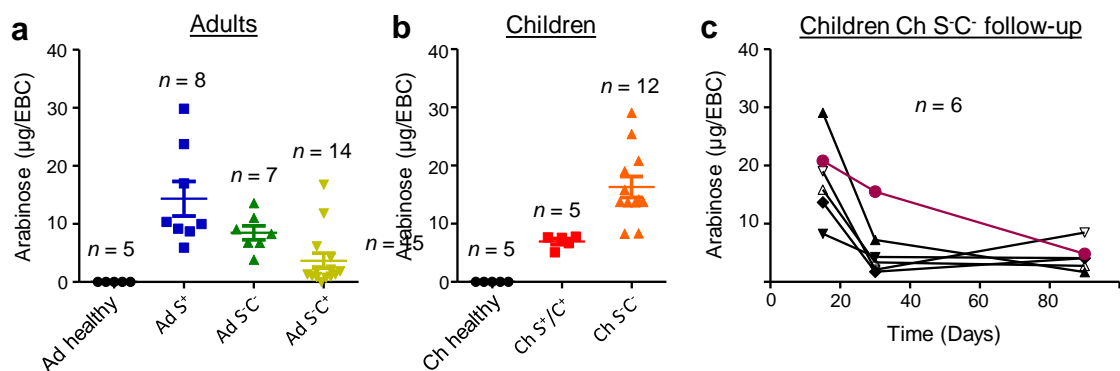 a
Adults
Arabinose (µg/EBC)
40
30
20
10
0
n = 5
n = 8
n = 7
n = 14
n = 15
Ad healthy
Ad S⁺
Ad S⁻C⁻
Ad S⁻C⁺
b
Children
Arabinose (µg/EBC)
40
30
20
10
0
n = 5
n = 5
n = 12
Ch healthy
Ch S⁺/C⁺
Ch S⁻C⁻
c
Children Ch S⁻C⁻ follow-up
Arabinose (µg/EBC)
40
30
20
10
0
n = 6
0 20 40 60 80 100
Time (Days)